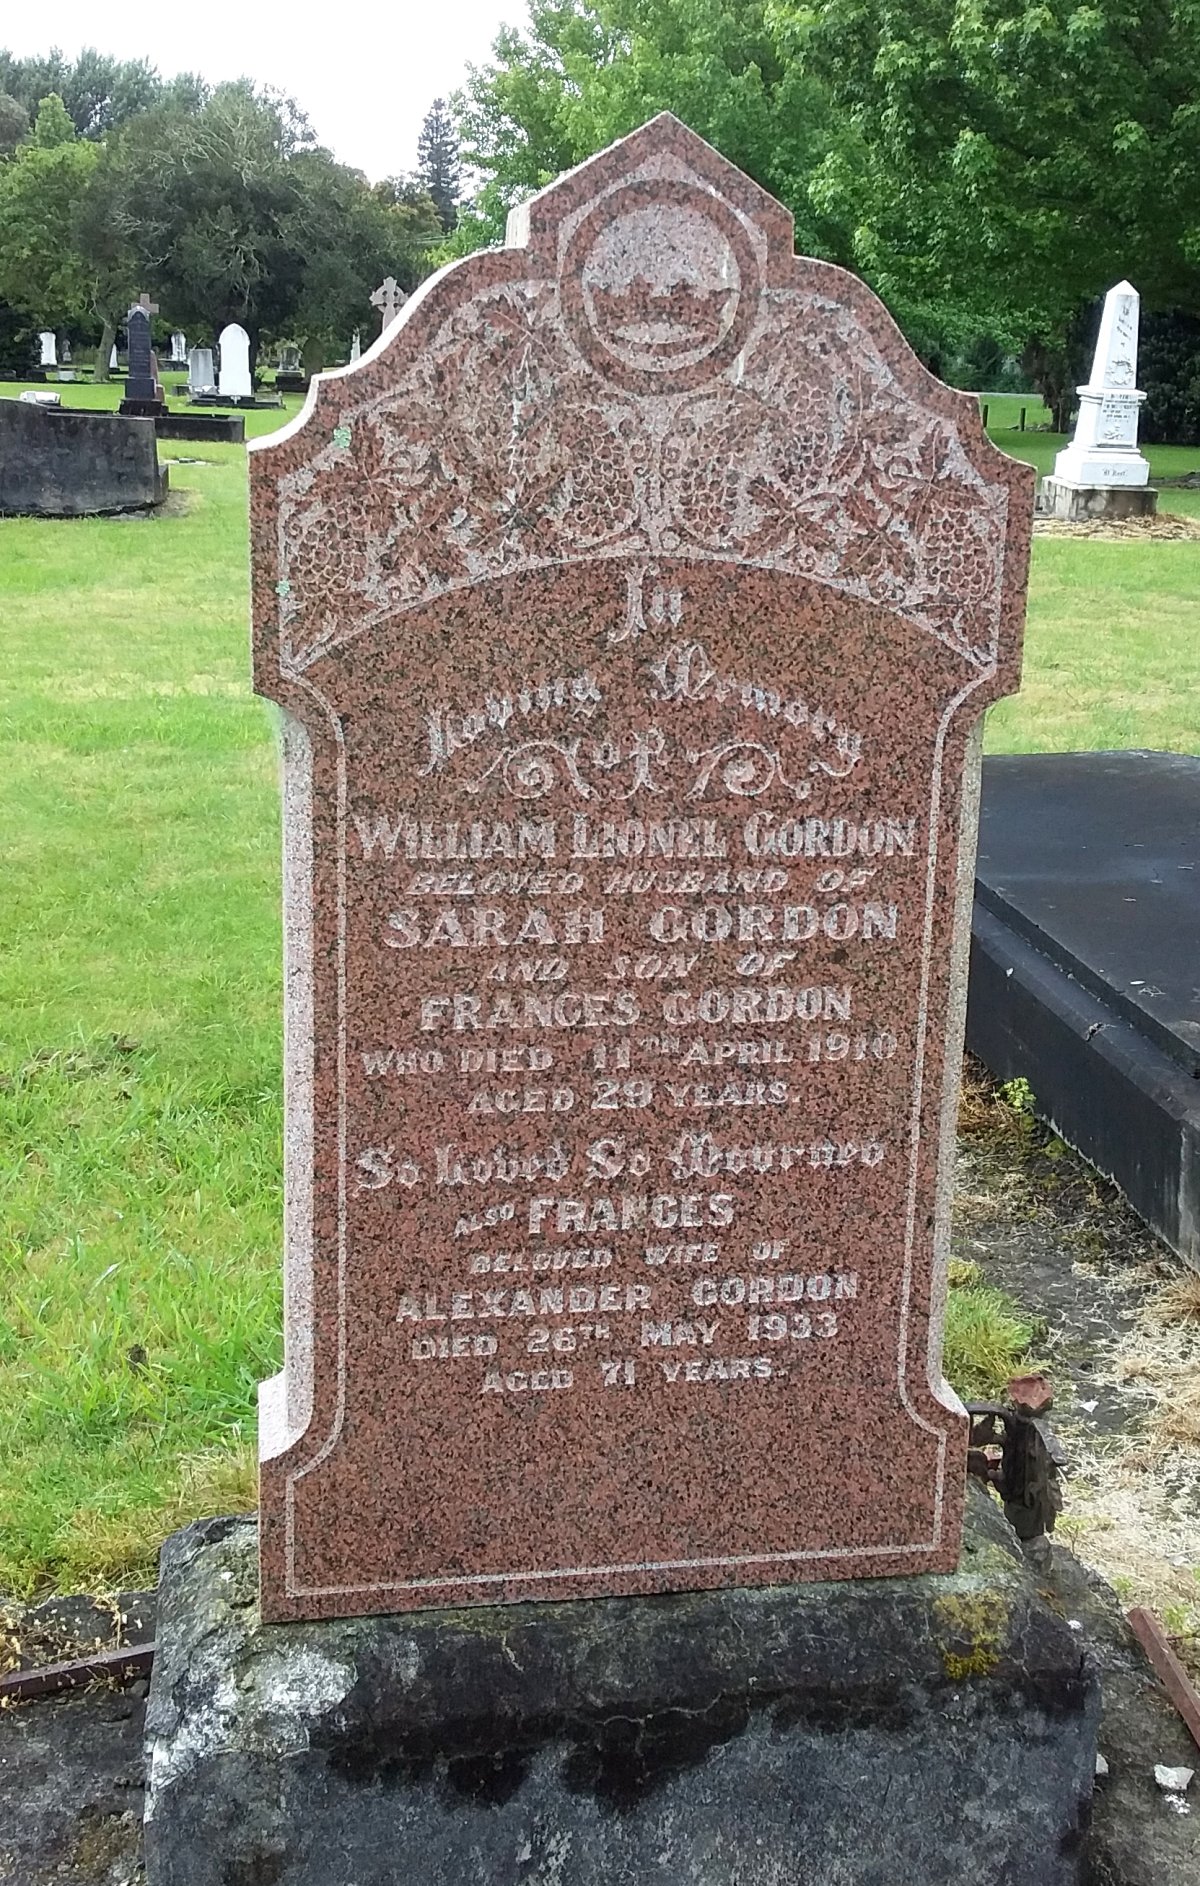 In
Loving Memory
OF
WILLIAM LIONEL GORDON
BELOVED HUSBAND OF
SARAH GORDON
AND SON OF
FRANCES GORDON
WHO DIED 11TH APRIL 1910
AGED 29 YEARS.
So Loved So Mourned
ALSO FRANCES
BELOVED WIFE OF
ALEXANDER GORDON
DIED 26TH MAY 1933
AGED 71 YEARS.